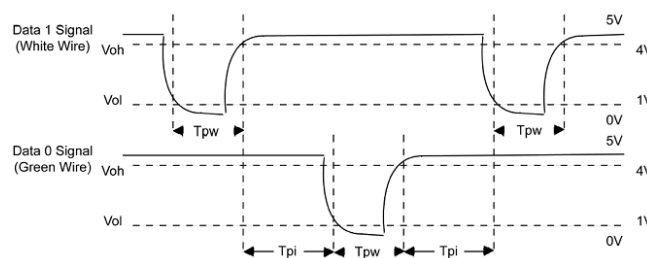 Data 1 Signal
(White Wire)
5V
Voh
4V
Vol
1V
0V
Tpw
Tpw
Data 0 Signal
(Green Wire)
5V
Voh
4V
Vol
1V
0V
Tpi
Tpw
Tpi